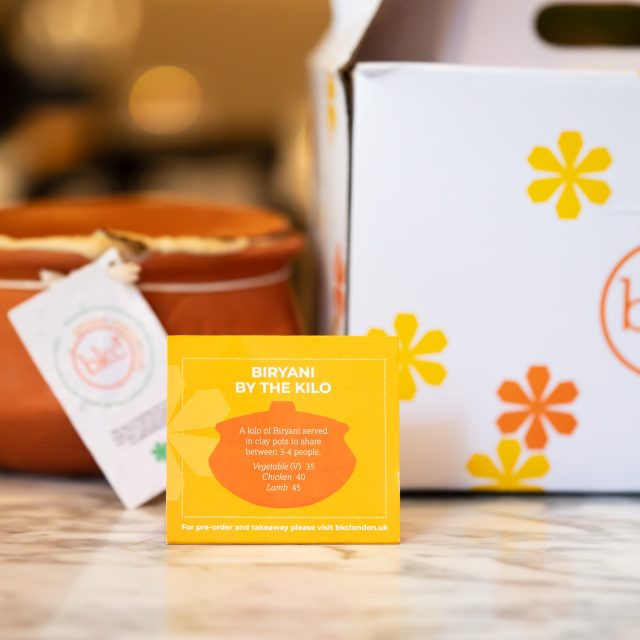 BIRYANI
BY THE KILO
A kilo of Biryani served
in clay pots to share
between 3-4 people.
Vegetable (V) 35
Chicken 40
Lamb 45
For pre-order and takeaway please visit bkclondon.uk
bkc